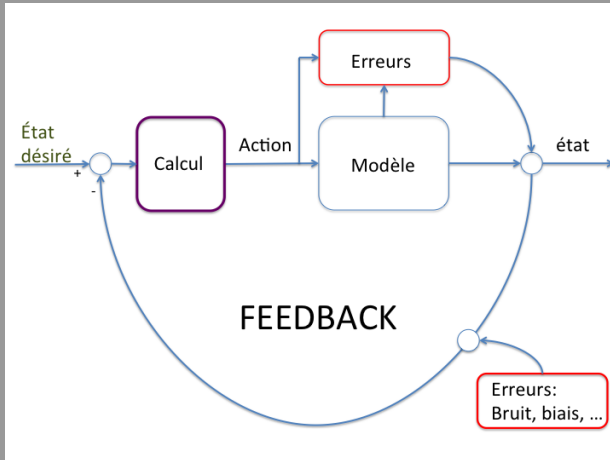 Erreurs
État
désiré
+
-
Calcul
Action
Modèle
état
FEEDBACK
Erreurs:
Bruit, biais, ...